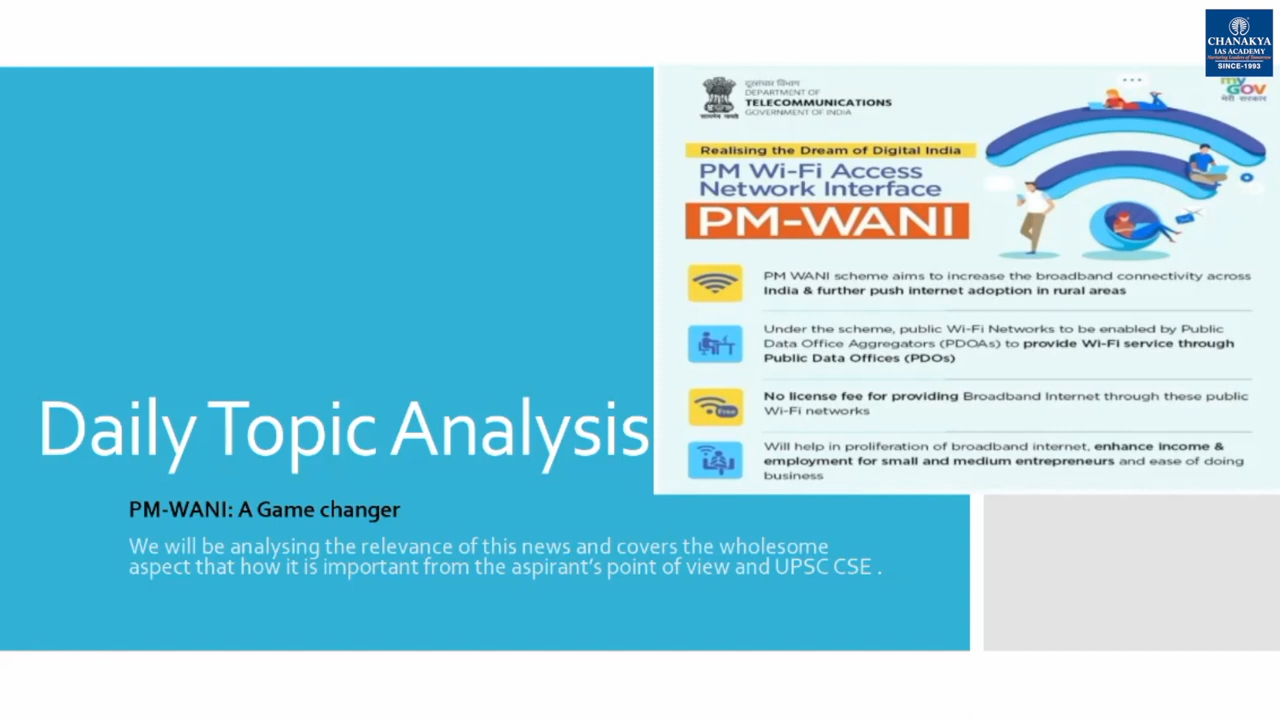 CHANAKYA
IAS ACADEMY
Nurturing Leaders of Tomorrow
SINCE-1993
दूरसंचार विभाग
DEPARTMENT OF
TELECOMMUNICATIONS
GOVERNMENT OF INDIA
सत्यमेव जयते
my
GOV
मेरी सरकार
Realising the Dream of Digital India
PM Wi-Fi Access
Network Interface
PM-WANI
PM WANI scheme aims to increase the broadband connectivity across
India & further push internet adoption in rural areas
Under the scheme, public Wi-Fi Networks to be enabled by Public
Data Office Aggregators (PDOAs) to provide Wi-Fi service through
Public Data Offices (PDOs)
No license fee for providing Broadband Internet through these public
Wi-Fi networks
Free
Will help in proliferation of broadband internet, enhance income &
employment for small and medium entrepreneurs and ease of doing
business
Daily Topic Analysis
PM-WANI: A Game changer
We will be analysing the relevance of this news and covers the wholesome
aspect that how it is important from the aspirant's point of view and UPSC CSE .